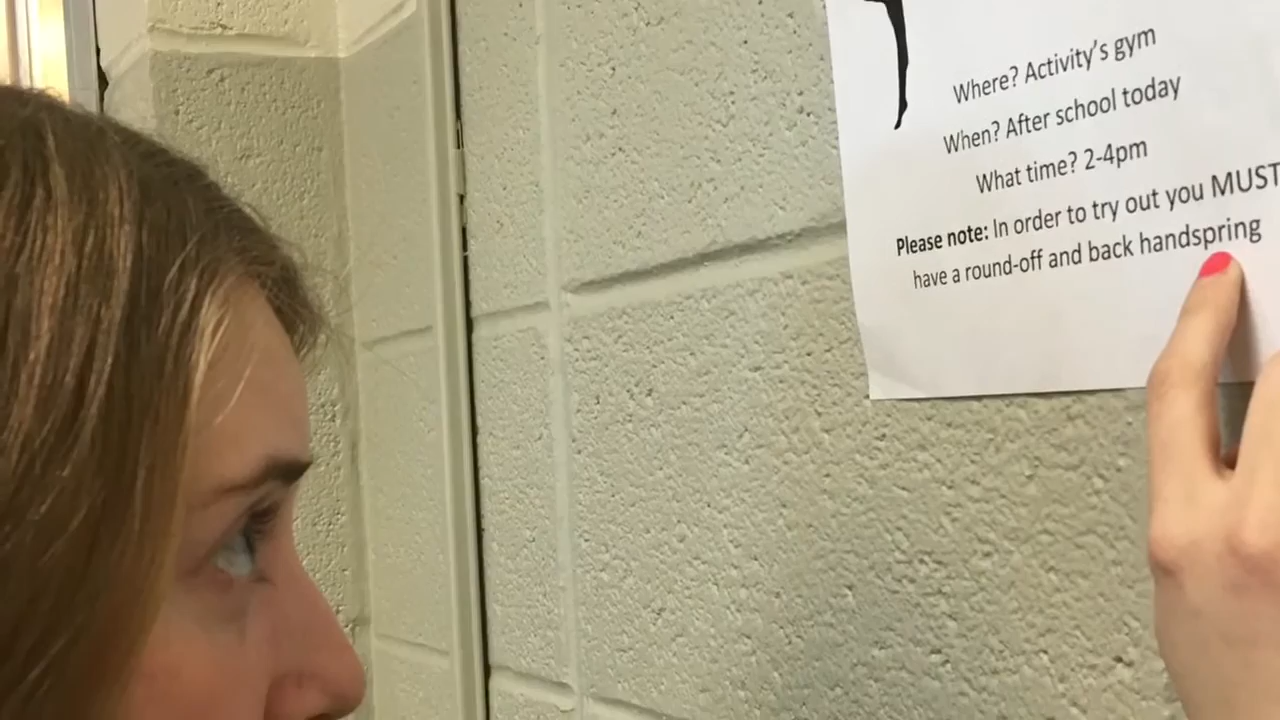 Where? Activity's gym
When? After school today
What time? 2-4pm
Please note: In order to try out you MUST
have a round-off and back handspring